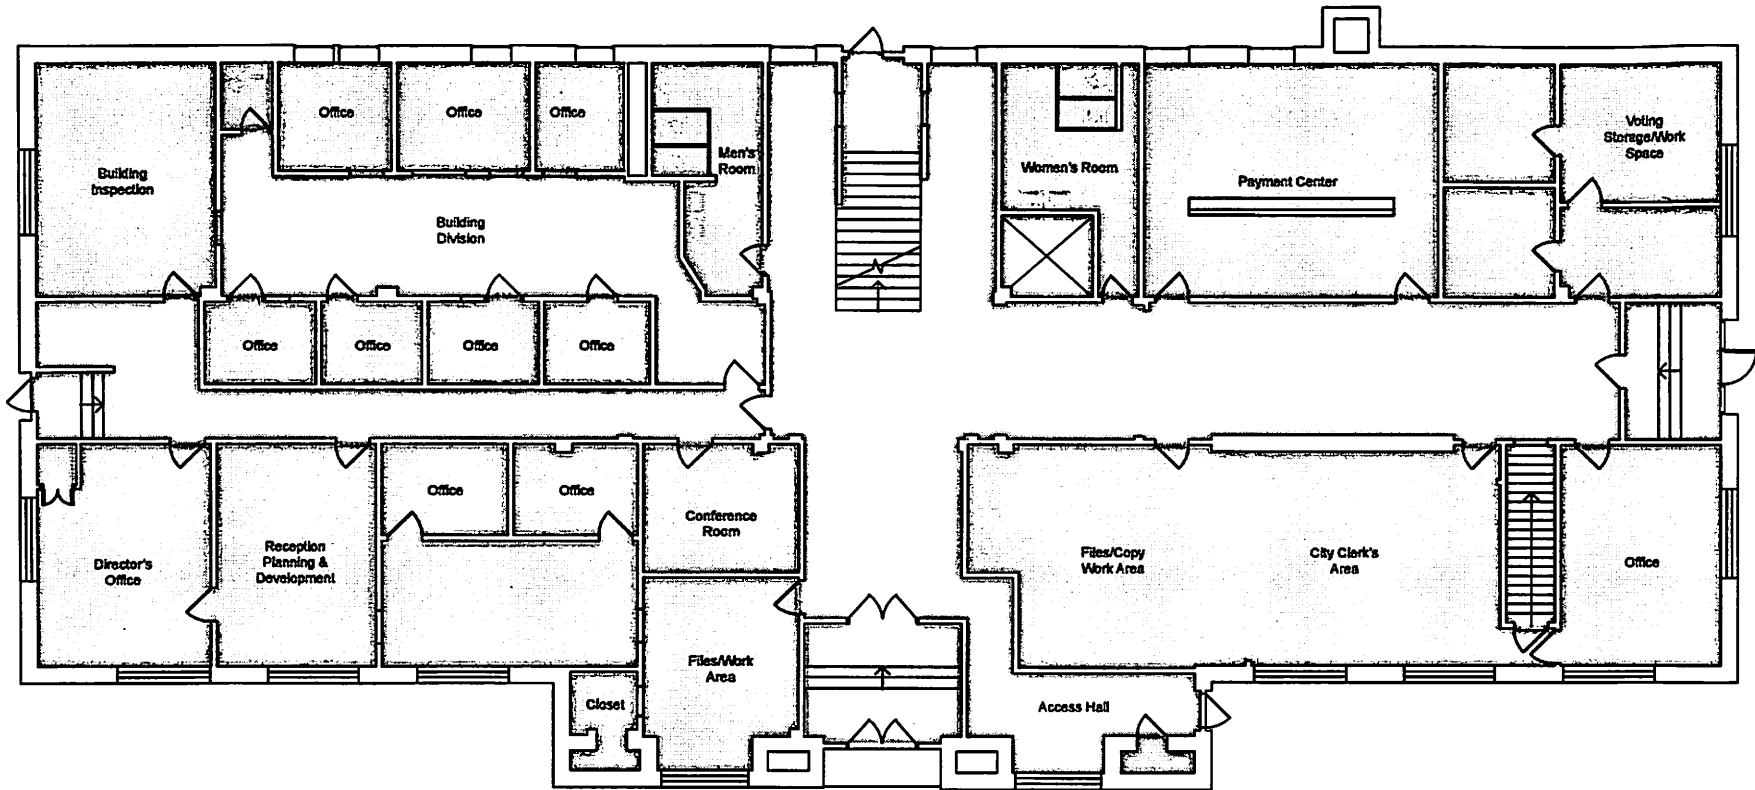 Office
Office
Office
Building
Inspection
Men's
Room
Women's Room
Payment Center
Voting
Storage/Work
Space
Building
Division
Office
Office
Office
Office
Director's
Office
Reception
Planning &
Development
Office
Office
Conference
Room
Files/Copy
Work Area
City Clerk's
Area
Office
Files/Work
Area
Closet
Access Hall